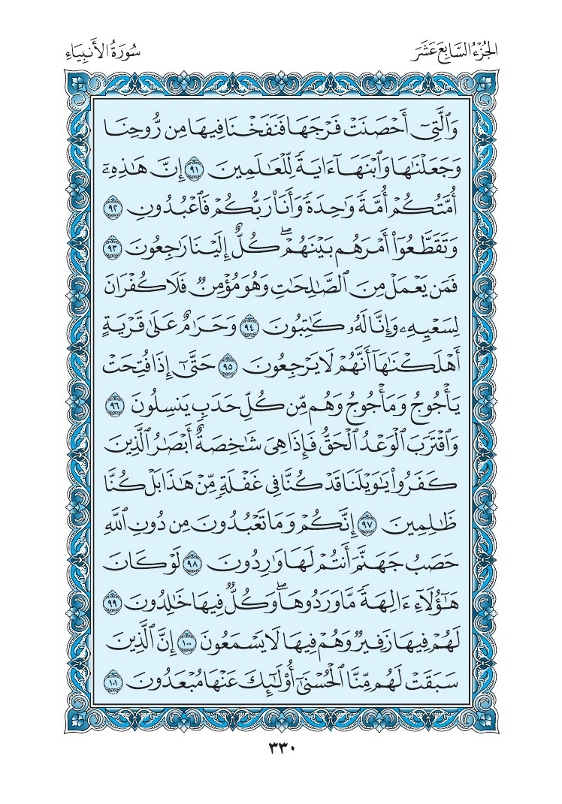 الجُزْءُ السَّابِعَ عَشَرَ
سُورَةُ الأَنبِيَاءِ
وَٱلَّتِىٓ أَحۡصَنَتۡ فَرۡجَهَا فَنَفَخۡنَا فِيهَا مِن رُّوحِنَا
وَجَعَلۡنَٰهَا وَٱبۡنَهَآ ءَايَةٗ لِّلۡعَٰلَمِينَ ٩١ إِنَّ هَٰذِهِۦٓ
أُمَّتُكُمۡ أُمَّةٗ وَٰحِدَةٗ وَأَنَا۠ رَبُّكُمۡ فَٱعۡبُدُونِ ٩٢
وَتَقَطَّعُوٓاْ أَمۡرَهُم بَيۡنَهُمۡۖ كُلٌّ إِلَيۡنَا رَٰجِعُونَ ٩٣
فَمَن يَعۡمَلۡ مِنَ ٱلصَّٰلِحَٰتِ وَهُوَ مُؤۡمِنٞ فَلَا كُفۡرَانَ
لِسَعۡيِهِۦ وَإِنَّا لَهُۥ كَٰتِبُونَ ٩٤ وَحَرَٰمٌ عَلَىٰ قَرۡيَةٍ
أَهۡلَكۡنَٰهَآ أَنَّهُمۡ لَا يَرۡجِعُونَ ٩٥ حَتَّىٰٓ إِذَا فُتِحَتۡ
يَأۡجُوجُ وَمَأۡجُوجُ وَهُم مِّن كُلِّ حَدَبٖ يَنسِلُونَ ٩٦
وَٱقۡتَرَبَ ٱلۡوَعۡدُ ٱلۡحَقُّ فَإِذَا هِىَ شَٰخِصَةٌ أَبۡصَٰرُ ٱلَّذِينَ
كَفَرُواْ يَٰوَيۡلَنَا قَدۡ كُنَّا فِى غَفۡلَةٖ مِّنۡ هَٰذَا بَلۡ كُنَّا
ظَٰلِمِينَ ٩٧ إِنَّكُمۡ وَمَا تَعۡبُدُونَ مِن دُونِ ٱللَّهِ
حَصَبُ جَهَنَّمَ أَنتُمۡ لَهَا وَٰرِدُونَ ٩٨ لَوۡ كَانَ
هَٰٓؤُلَآءِ ءَالِهَةٗ مَّا وَرَدُوهَاۖ وَكُلّٞ فِيهَا خَٰلِدُونَ ٩٩
لَهُمۡ فِيهَا زَفِيرٞ وَهُمۡ فِيهَا لَا يَسۡمَعُونَ ١٠٠ إِنَّ ٱلَّذِينَ
سَبَقَتۡ لَهُم مِّنَّا ٱلۡحُسۡنَىٰٓ أُوْلَٰٓئِكَ عَنۡهَا مُبۡعَدُونَ ١٠١
٣٣٠